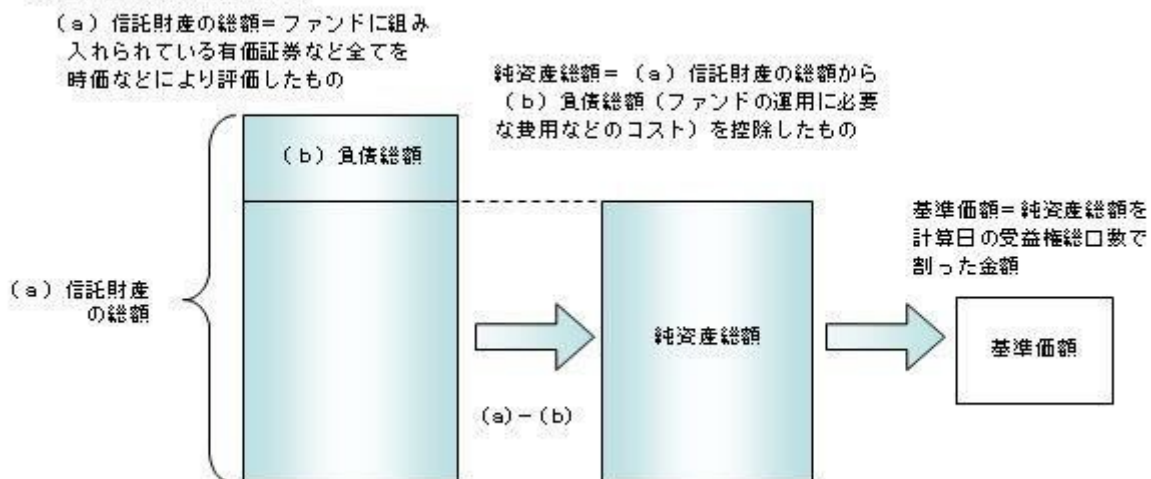 （a）信託財産の総額＝ファンドに組み
入れられている有価証券など全てを
時価などにより評価したもの
純資産総額＝（a）信託財産の総額から
（b）負債総額（ファンドの運用に必要
な費用などのコスト）を控除したもの
（b）負債総額
基準価額＝純資産総額を
計算日の受益権総口数で
割った金額
（a）信託財産
の総額
純資産総額
基準価額
(a)－(b)